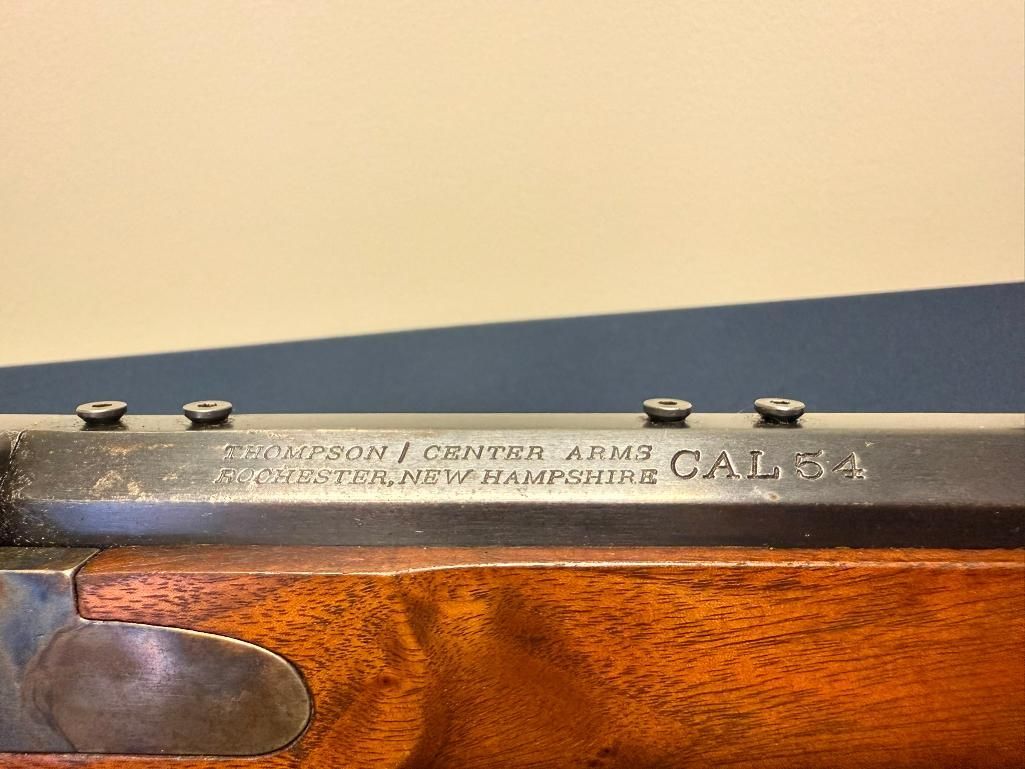 THOMPSON / CENTER ARMS
ROCHESTER, NEW HAMPSHIRE
CAL 54